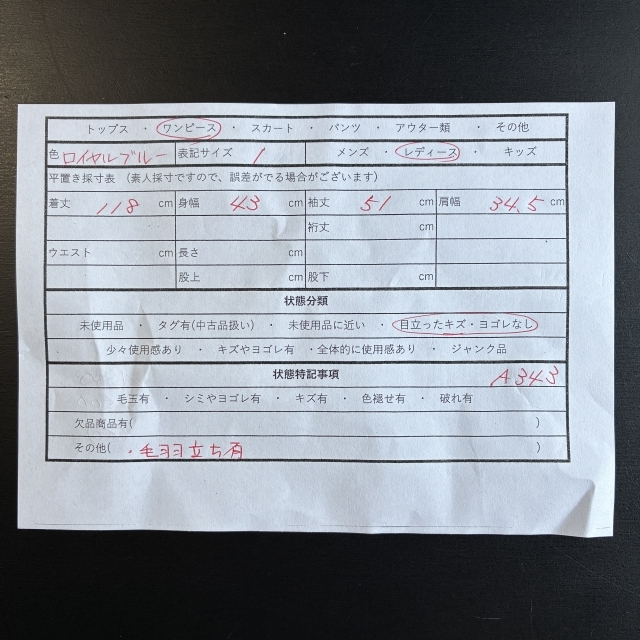 トップス ・ ワンピース ・ スカート ・ パンツ ・ アウター類 ・ その他
色 ロイヤルブルー 表記サイズ 1 メンズ ・ レディース ・ キッズ
平置き採寸表 (素人採寸ですので、誤差がでる場合がございます)
着丈 118 cm 身幅 43 cm 袖丈 51 cm 肩幅 34.5 cm
裄丈 cm
ウエスト cm 長さ cm
股上 cm 股下 cm
状態分類
未使用品 ・ タグ有(中古品扱い) ・ 未使用品に近い ・ 目立ったキズ・ヨゴレなし
少々使用感あり ・ キズやヨゴレ有 ・全体的に使用感あり ・ ジャンク品
状態特記事項 A343
毛玉有 ・ シミやヨゴレ有 ・ キズ有 ・ 色褪せ有 ・ 破れ有
欠品商品有( )
その他( ・毛羽立ち有 )